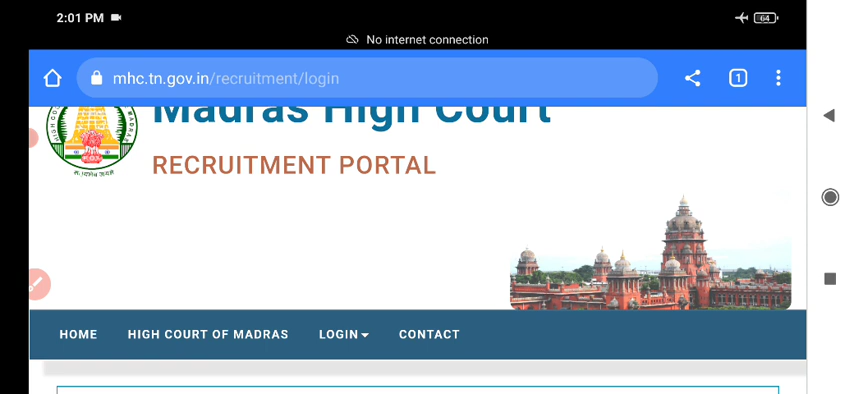 2:01 PM
64
No internet connection
mhc.tn.gov.in/recruitment/login
1
Madras High Court
RECRUITMENT PORTAL
HOME HIGH COURT OF MADRAS LOGIN CONTACT